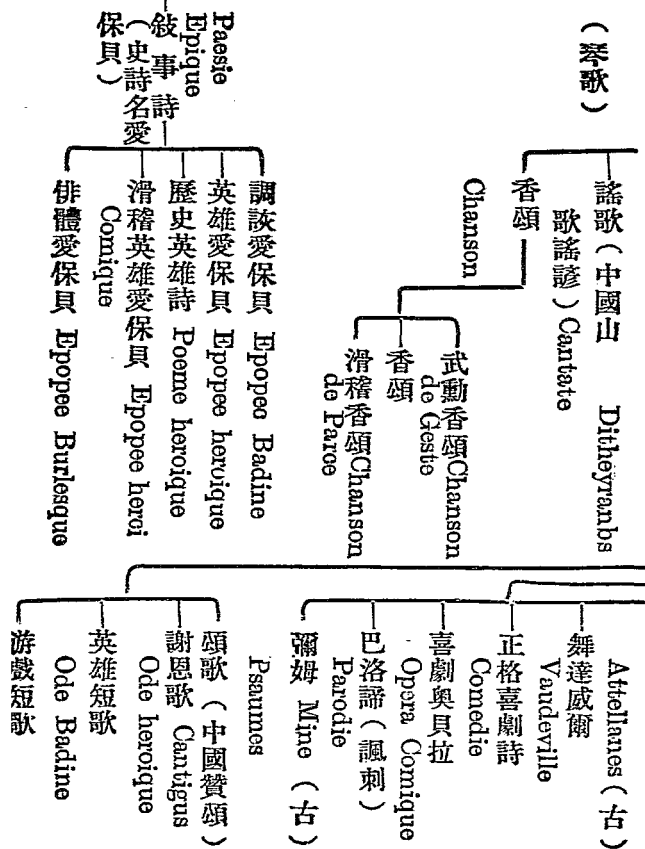 (琴歌)
謠歌(中國山
歌謠諺)Cantate
Ditheyranbs
香頌
Chanson
武勳香頌Chanson
de Geste
香頌
滑稽香頌Chanson
de Parce
Paesie
Epique
敍事詩
(史詩名愛
保貝)
調詼愛保貝 Epopeo Badine
英雄愛保貝 Epopee heroique
歷史英雄詩 Poeme heroique
滑稽英雄愛保貝 Epopee heroi
Comique
俳體愛保貝 Epopee Burlesque
Attellanes(古)
舞達威爾
Vaudeville
正格喜劇詩
Comedie
喜劇奧貝拉
Opera Comique
巴洛諦(諷刺)
Parodie
彌姆 Mine(古)
Psaumes
頌歌(中國贊頌)
謝恩歌 Cantigus
Ode heroique
英雄短歌
Ode Badine
游戲短歌